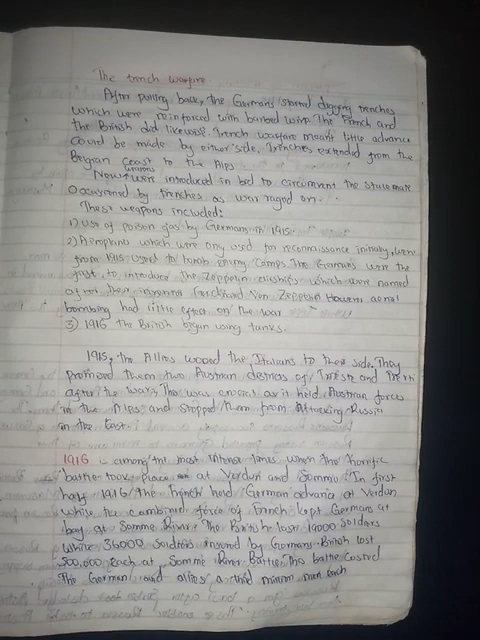 The trench warfare
After pulling back, the Germans started digging trenches
which were reinforced with barbed wire. The French and
the British did likewise. Trench warfare meant little advance
could be made by either side. Trenches extended from the
Belgian coast to the Alps
New weapons were introduced in bid to circumvent the stalemate
occasioned by trenches as war raged on.
These weapons included:
1) Use of poison gas by Germans in 1915.
2) Aeroplanes which were only used for reconnaissance initially, were
from 1915 used to bomb enemy camps. The Germans were the
first to introduce the Zeppelin airships which were named
after their inventor Ferdinand Von Zeppelin However aerial
bombing had little effect on the war
3) 1916 the British began using tanks.
1915, the Allies wooed the Italians to their side. They
promised them two Austrian of Trieste and
after the war. This was crucial as it held Austrian forces
in the Alps and stopped them from Attacking Russia
in the East.
1916 is among the most intense times when the horrific
battle took place at Verdun and Somme. In first
half 1916 the French held German advance at Verdun
while the combined force of French kept Germans at
bay at Somme River. The British lost 19000 soldiers
while 36000 soldiers injured by Germans. British lost
500,000 each at Somme River Battle. This battle
The German and allies a third million men each